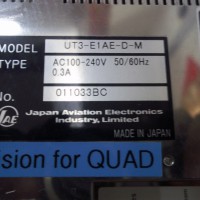 MODEL UT3-E1AE-D-M
TYPE AC100-240V 50/60Hz
0.3A
No. 011033BC
JAE
Japan Aviation Electronics
Industry, Limited
MADE IN JAPAN
sion for QUAD